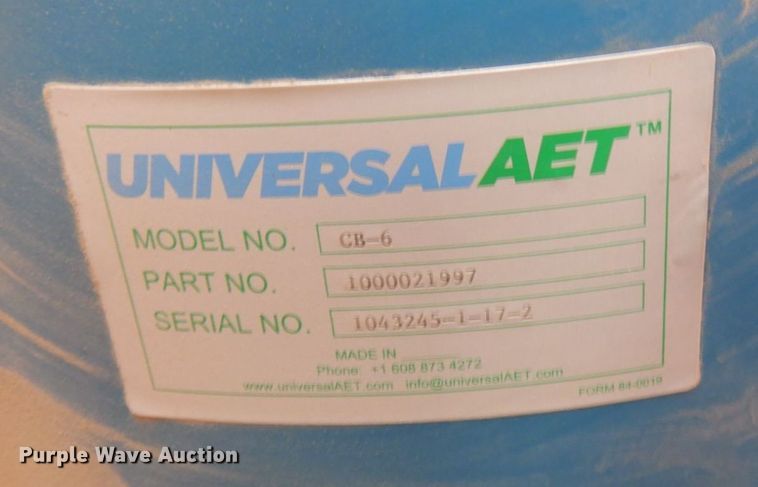 UNIVERSALAET™
MODEL NO. CB-6
PART NO. 1000021997
SERIAL NO. 1043245-1-17-2
MADE IN ______
Phone: +1 608 873 4272
www.universalAET.com info@universalAET.com
FORM 84-0019
Purple Wave Auction